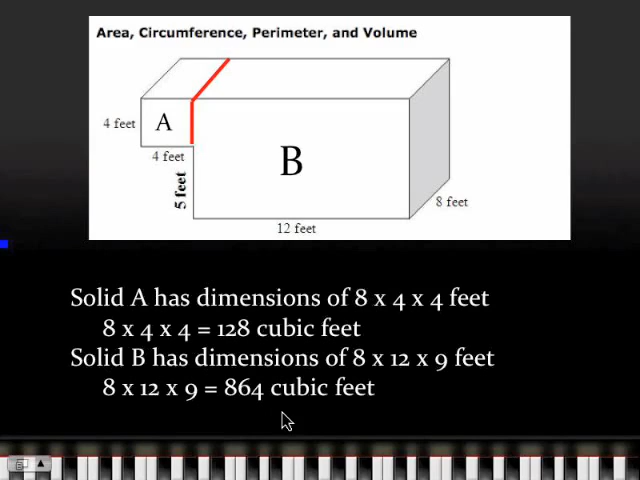 Area, Circumference, Perimeter, and Volume
4 feet
A
4 feet
B
5 feet
8 feet
12 feet
Solid A has dimensions of 8 x 4 x 4 feet
8 x 4 x 4 = 128 cubic feet
Solid B has dimensions of 8 x 12 x 9 feet
8 x 12 x 9 = 864 cubic feet